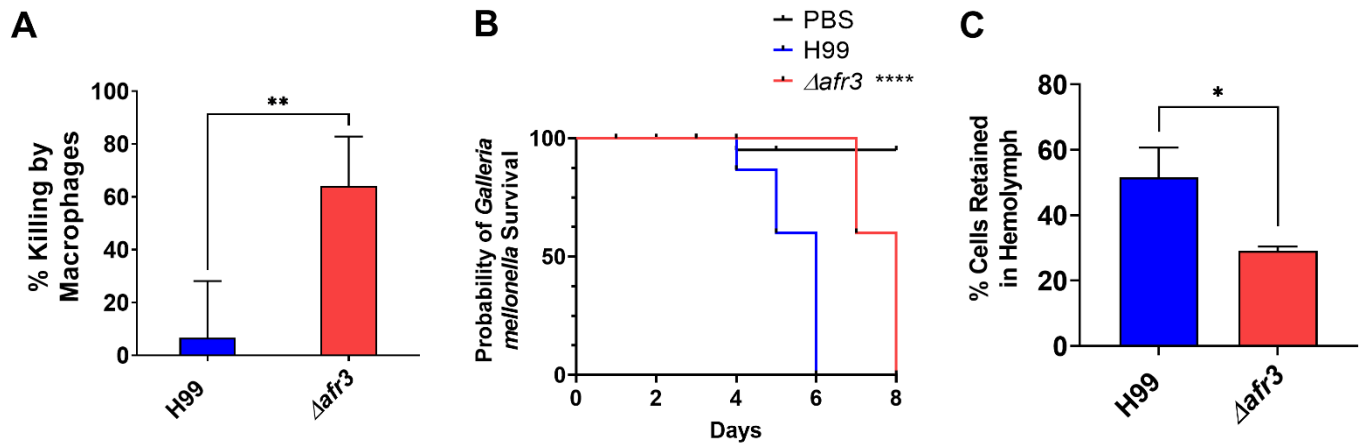 A
% Killing by
Macrophages
100
80
60
40
20
0
**
H99
Δafr3
B
PBS
H99
Δafr3 ****
Probability of Galleria
mellonella Survival
100
50
0
0 2 4 6 8
Days
C
% Cells Retained
in Hemolymph
80
60
40
20
0
*
H99
Δafr3